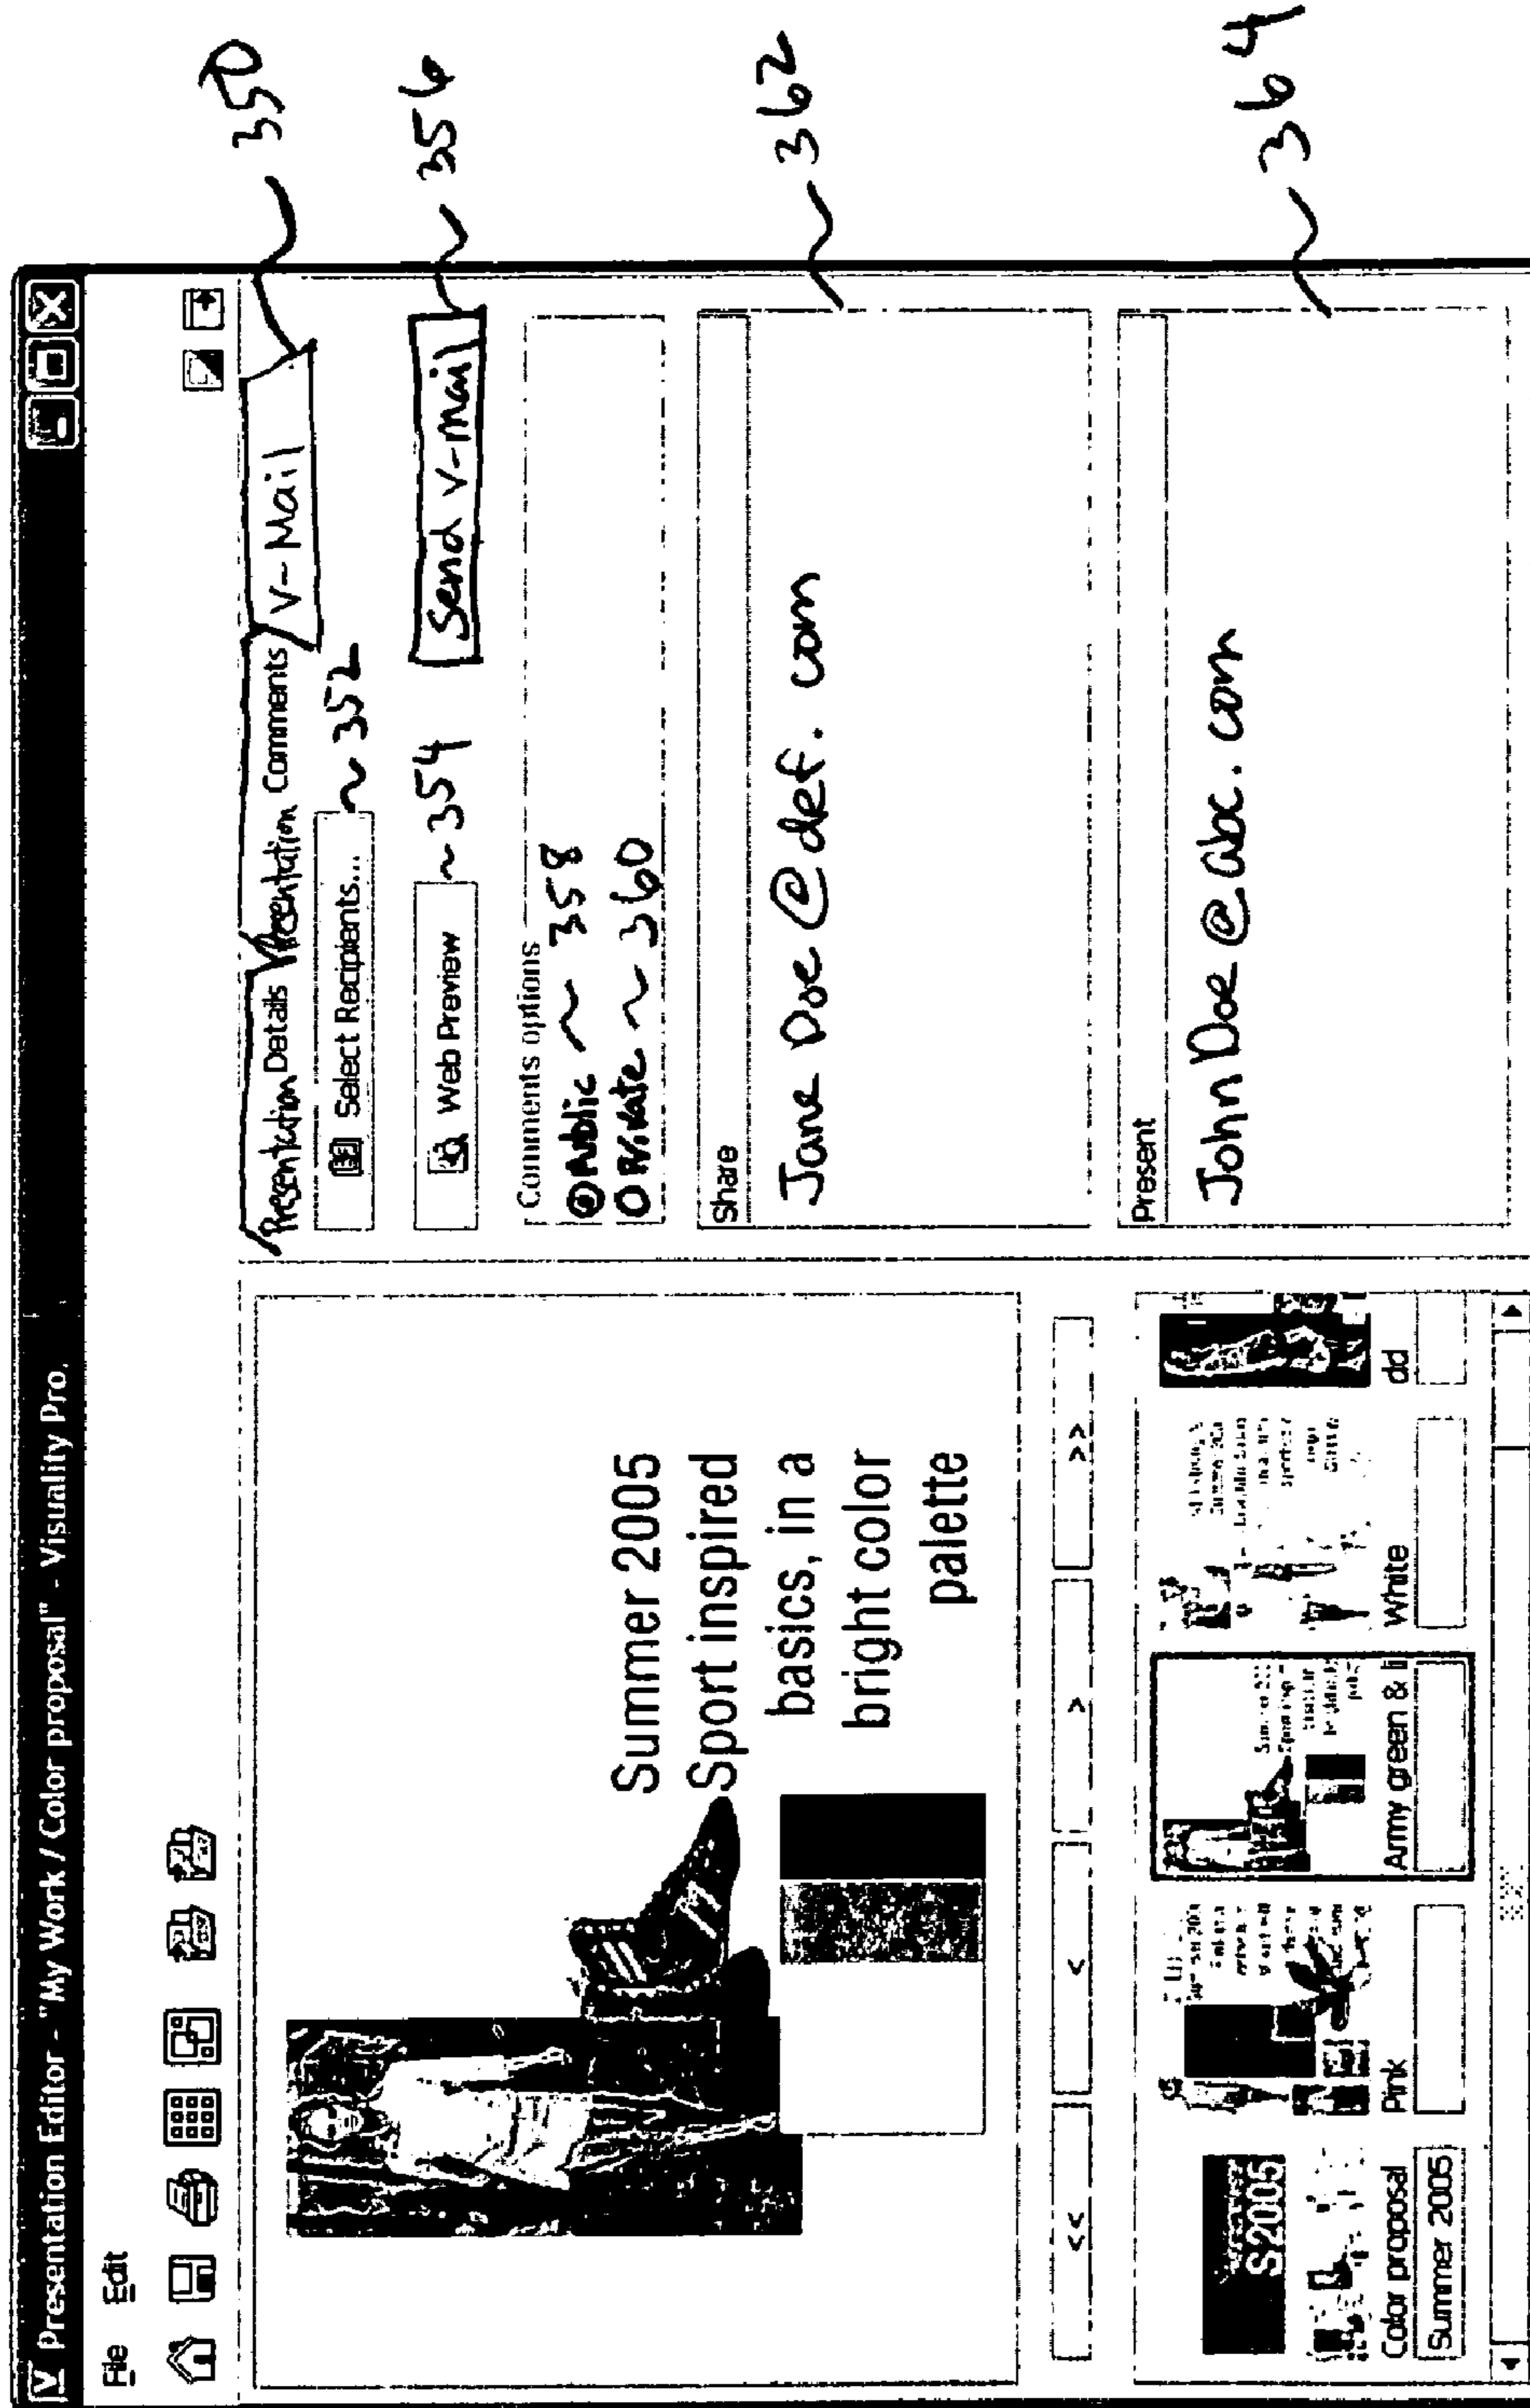 V Presentation Editor - "My Work / Color proposal" - Visuality Pro.
File Edit
Presentation Details Presentation Comments V-Mail 350
Select Recipients... ~ 352
Web Preview ~ 354 Send V-mail 356
Comments options
Public ~ 358
Private ~ 360
Share 362
Jane Doe @ def. com
Present 364
John Doe @ abc. com
Summer 2005
Sport inspired
basics, in a
bright color
palette
<< < > >>
S2005
Color proposal Pink Army green & li White dd
Summer 2005